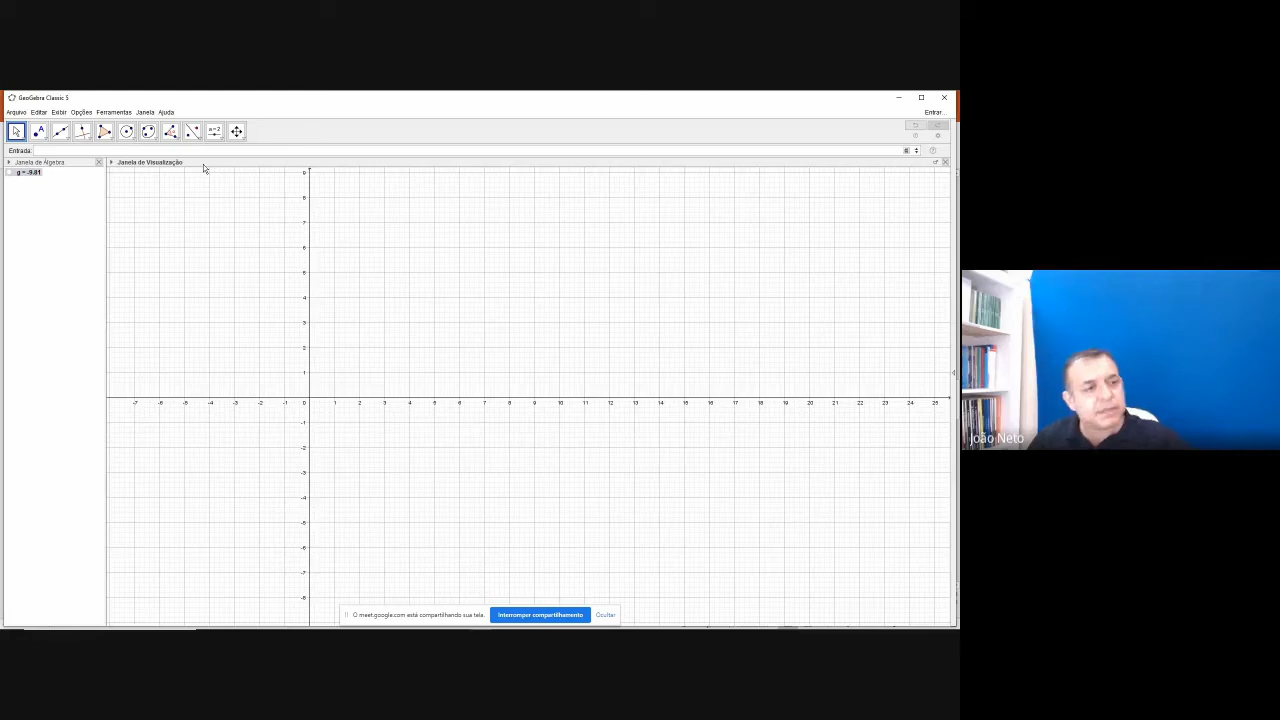 GeoGebra Classic 5
Arquivo Editar Exibir Opções Ferramentas Janela Ajuda
Entrar...
a=2
Entrada:
Janela de Álgebra
Janela de Visualização
g = -9.81
9
8
7
6
5
4
3
2
1
-7 -6 -5 -4 -3 -2 -1 0 1 2 3 4 5 6 7 8 9 10 11 12 13 14 15 16 17 18 19 20 21 22 23 24 25
-1
-2
-3
-4
-5
-6
-7
-8
João Neto
O meet.google.com está compartilhando sua tela.
Interromper compartilhamento
Ocultar